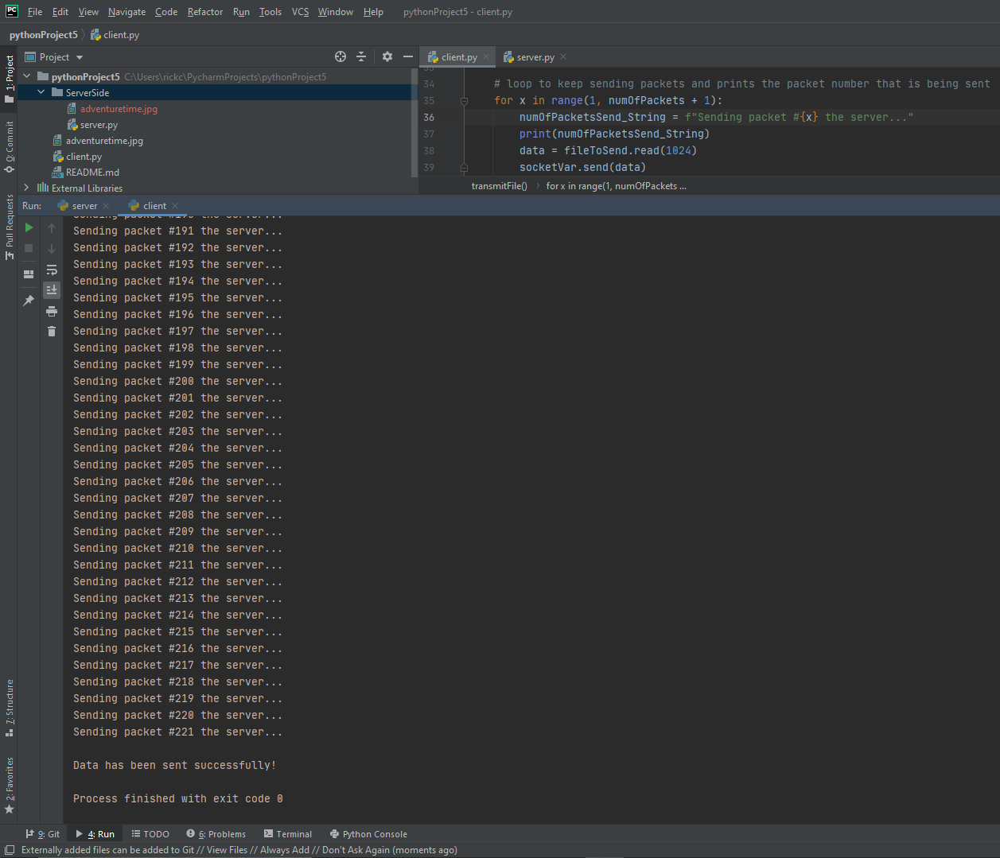 PC File Edit View Navigate Code Refactor Run Tools VCS Window Help pythonProject5 - client.py
pythonProject5 client.py
1: Project
0: Commit
Pull Requests
7: Structure
2: Favorites
Project
pythonProject5 C:\Users\rickc\PycharmProjects\pythonProject5
ServerSide
adventuretime.jpg
server.py
adventuretime.jpg
client.py
README.md
External Libraries
client.py server.py
34 # loop to keep sending packets and prints the packet number that is being sent
35 for x in range(1, numOfPackets + 1):
36 numOfPacketsSend_String = f"Sending packet #{x} the server..."
37 print(numOfPacketsSend_String)
38 data = fileToSend.read(1024)
39 socketVar.send(data)
transmitFile() for x in range(1, numOfPackets ...
Run: server client
Sending packet #190 the server...
Sending packet #191 the server...
Sending packet #192 the server...
Sending packet #193 the server...
Sending packet #194 the server...
Sending packet #195 the server...
Sending packet #196 the server...
Sending packet #197 the server...
Sending packet #198 the server...
Sending packet #199 the server...
Sending packet #200 the server...
Sending packet #201 the server...
Sending packet #202 the server...
Sending packet #203 the server...
Sending packet #204 the server...
Sending packet #205 the server...
Sending packet #206 the server...
Sending packet #207 the server...
Sending packet #208 the server...
Sending packet #209 the server...
Sending packet #210 the server...
Sending packet #211 the server...
Sending packet #212 the server...
Sending packet #213 the server...
Sending packet #214 the server...
Sending packet #215 the server...
Sending packet #216 the server...
Sending packet #217 the server...
Sending packet #218 the server...
Sending packet #219 the server...
Sending packet #220 the server...
Sending packet #221 the server...
Data has been sent successfully!
Process finished with exit code 0
9: Git 4: Run TODO 6: Problems Terminal Python Console
Externally added files can be added to Git // View Files // Always Add // Don't Ask Again (moments ago)